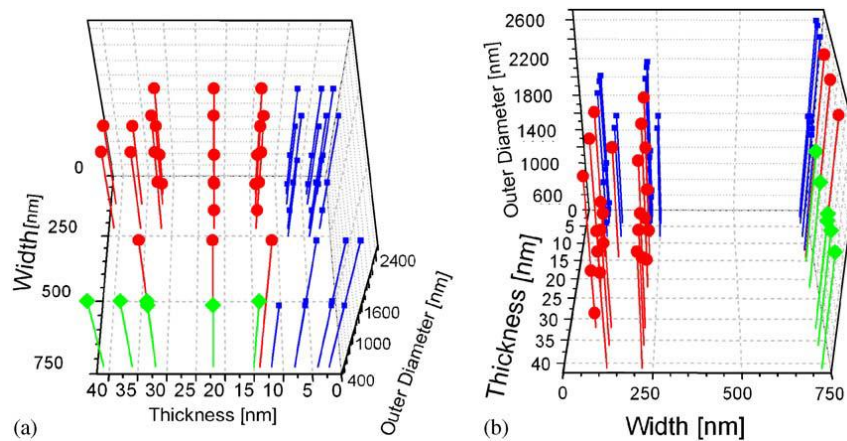 0
250
500
750
Width[nm]
40 35 30 25 20 15 10 5 0
Thickness [nm]
400
1000
1600
2400
Outer Diameter [nm]
(a)
2600
2200
1800
1400
1000
600
Outer Diameter [nm]
0
5
10
15
20
25
30
35
40
Thickness [nm]
0 250 500 750
Width [nm]
(b)